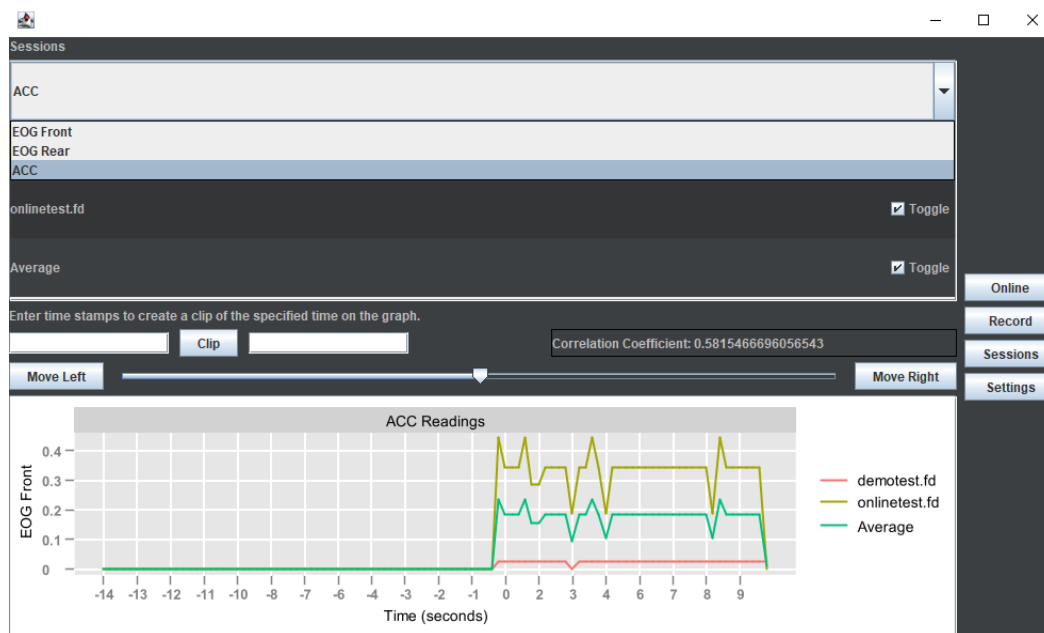 Sessions
ACC
EOG Front
EOG Rear
ACC
onlinetest.fd Toggle
Average Toggle
Online
Enter time stamps to create a clip of the specified time on the graph.
Record
Clip Correlation Coefficient: 0.5815466696056543
Sessions
Move Left Move Right
Settings
ACC Readings
EOG Front
0.4
0.3
0.2
0.1
0
demotest.fd
onlinetest.fd
Average
-14 -13 -12 -11 -10 -8 -7 -6 -4 -3 -2 -1 0 2 3 4 5 6 7 8 9
Time (seconds)